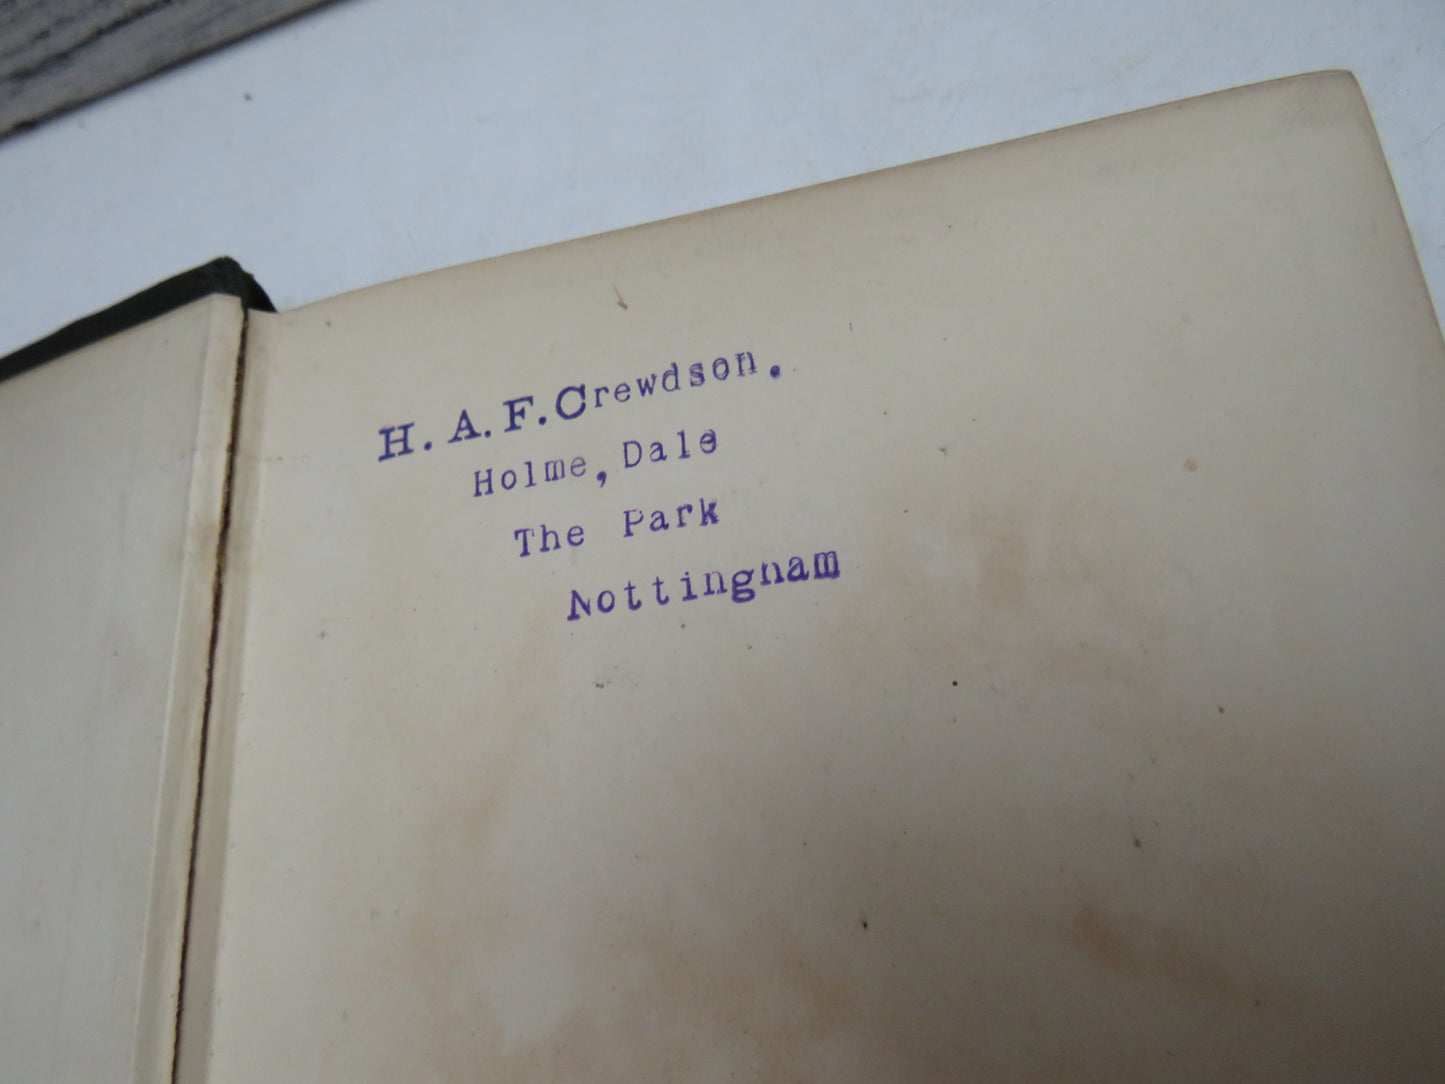 H. A. F. Crewdson.
Holme, Dale
The Park
Nottingham